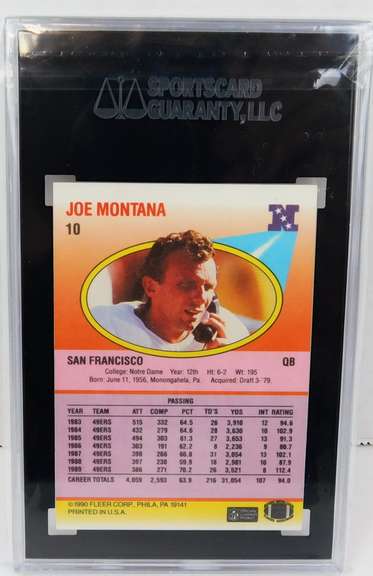 SPORTSCARD
GUARANTY, LLC
JOE MONTANA
10
N
SAN FRANCISCO QB
College: Notre Dame Year: 12th Ht: 6-2 Wt: 195
Born: June 11, 1956, Monongahela, Pa. Acquired: Draft 3-'79.
PASSING
YEAR TEAM ATT COMP PCT TD'S YDS INT RATING
1983 49ERS 515 332 64.5 26 3,910 12 94.6
1984 49ERS 432 279 64.6 28 3,630 10 102.9
1985 49ERS 494 303 61.3 27 3,653 13 91.3
1986 49ERS 303 191 62.2 8 2,236 9 80.7
1987 49ERS 398 266 66.8 31 3,054 13 102.1
1988 49ERS 397 238 59.9 18 2,981 10 87.9
1989 49ERS 386 271 70.2 26 3,521 8 112.4
CAREER TOTALS 4,059 2,593 63.9 216 31,054 107 94.0
©1990 FLEER CORP., PHILA, PA 19141
PRINTED IN U.S.A.